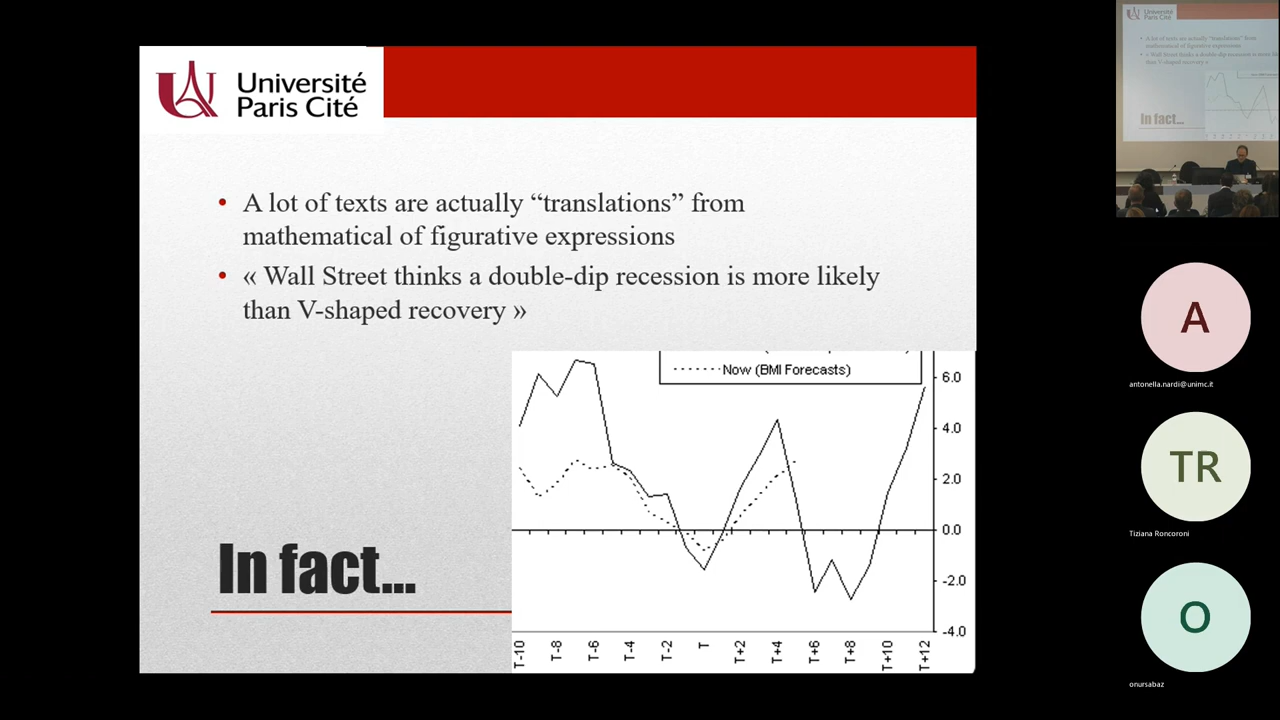 Université
Paris Cité
• A lot of texts are actually “translations” from
mathematical of figurative expressions
• « Wall Street thinks a double-dip recession is more likely
than V-shaped recovery »
Now (BMI Forecasts)
6.0
4.0
2.0
0.0
-2.0
-4.0
T-10
T-8
T-6
T-4
T-2
T
T+2
T+4
T+6
T+8
T+10
T+12
In fact...
In fact...
A
antonella.nardi@unimc.it
TR
Tiziana Roncoroni
O
onursabaz